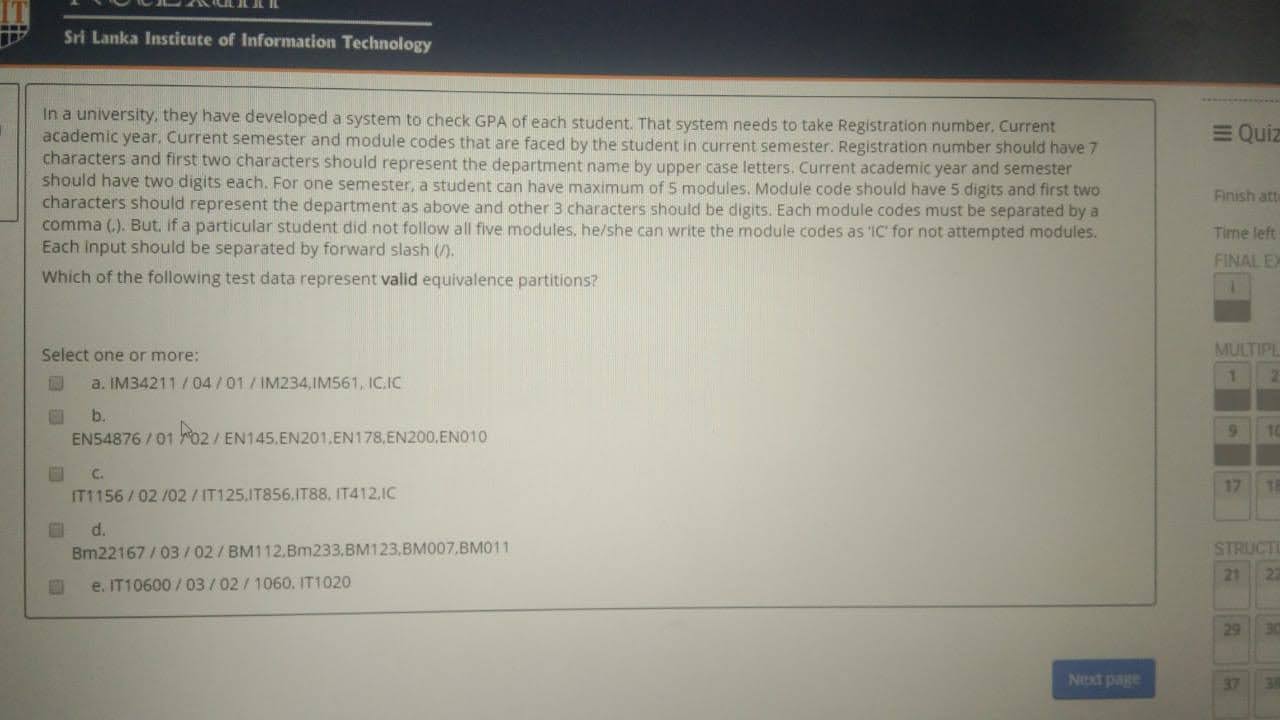 IT
Sri Lanka Institute of Information Technology
In a university, they have developed a system to check GPA of each student. That system needs to take Registration number, Current
academic year, Current semester and module codes that are faced by the student in current semester. Registration number should have 7
characters and first two characters should represent the department name by upper case letters. Current academic year and semester
should have two digits each. For one semester, a student can have maximum of 5 modules. Module code should have 5 digits and first two
characters should represent the department as above and other 3 characters should be digits. Each module codes must be separated by a
comma (,). But, if a particular student did not follow all five modules, he/she can write the module codes as 'IC' for not attempted modules.
Each input should be separated by forward slash (/).
Which of the following test data represent valid equivalence partitions?
Select one or more:
a. IM34211 / 04 / 01 / IM234,IM561, IC,IC
b.
EN54876 / 01 /02 / EN145,EN201,EN178,EN200,EN010
c.
IT1156 / 02 /02 / IT125,IT856,IT88, IT412,IC
d.
Bm22167 / 03 / 02 / BM112,Bm233,BM123,BM007,BM011
e. IT10600 / 03 / 02 / 1060, IT1020
Next page
Quiz
Finish att
Time left
FINAL EX
i
MULTIPL
1 2
9 10
17 18
STRUCTU
21 22
29 30
37 38